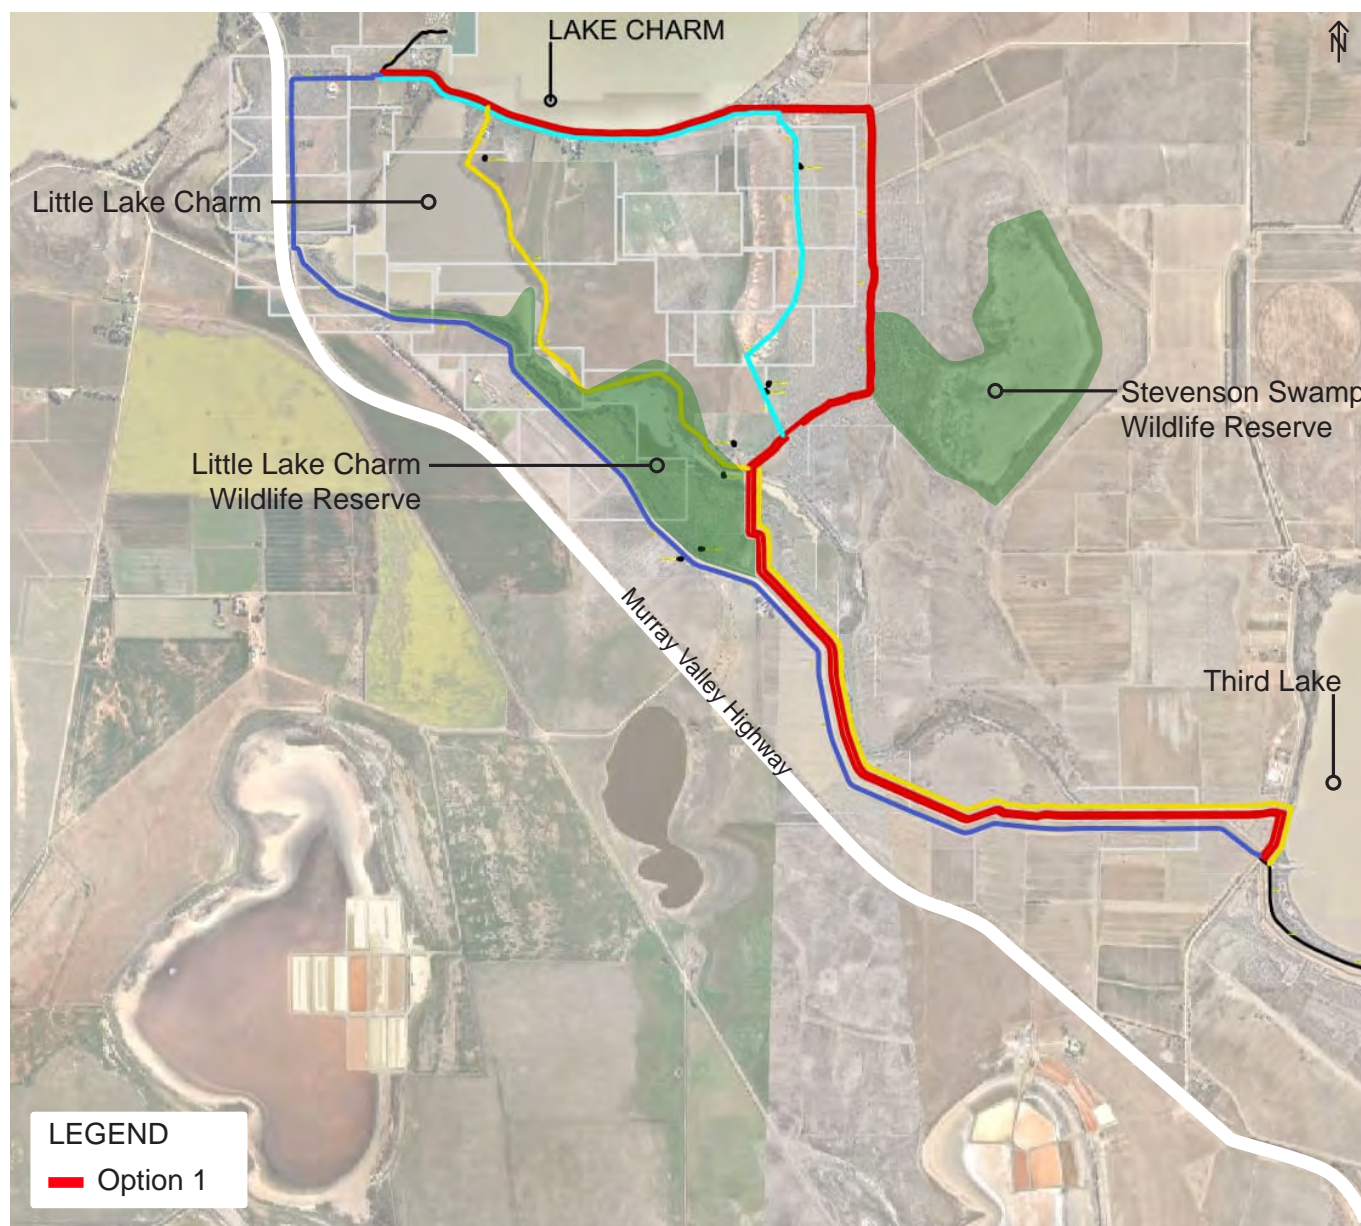 LAKE CHARM
N
Little Lake Charm
Stevenson Swamp
Wildlife Reserve
Little Lake Charm
Wildlife Reserve
Murray Valley Highway
Third Lake
LEGEND
Option 1